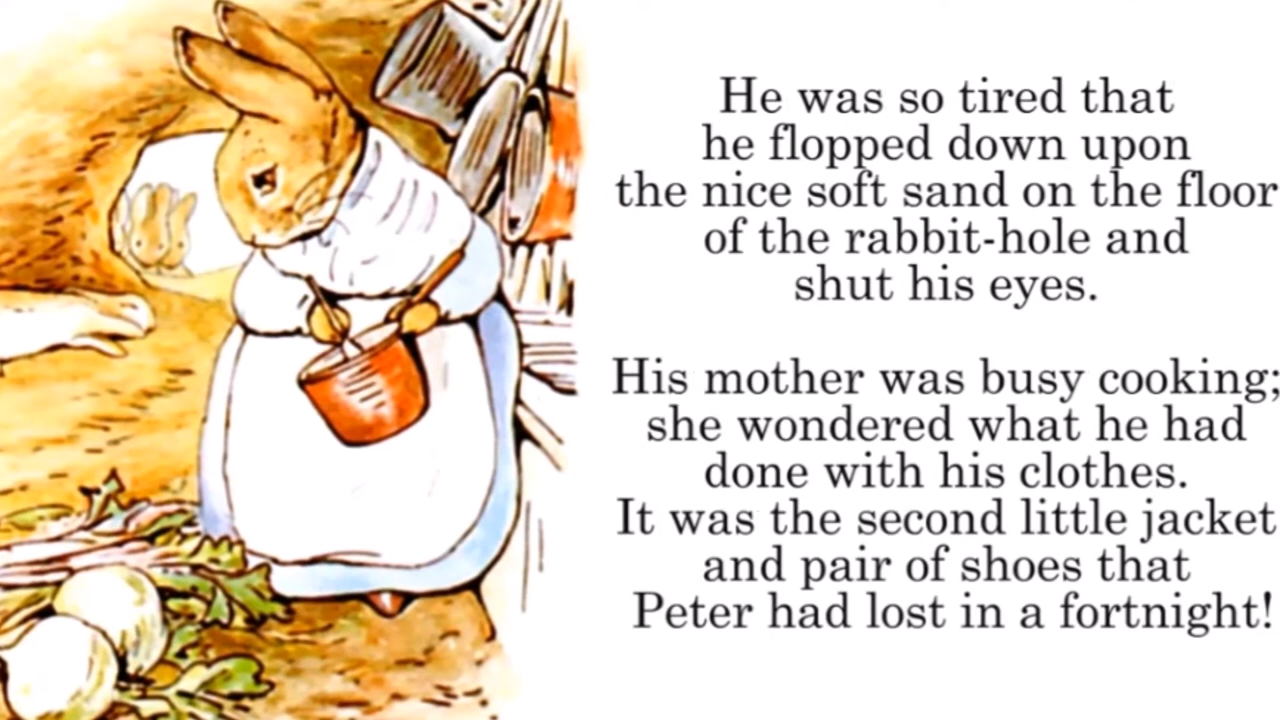 He was so tired that
he flopped down upon
the nice soft sand on the floor
of the rabbit-hole and
shut his eyes.
His mother was busy cooking;
she wondered what he had
done with his clothes.
It was the second little jacket
and pair of shoes that
Peter had lost in a fortnight!